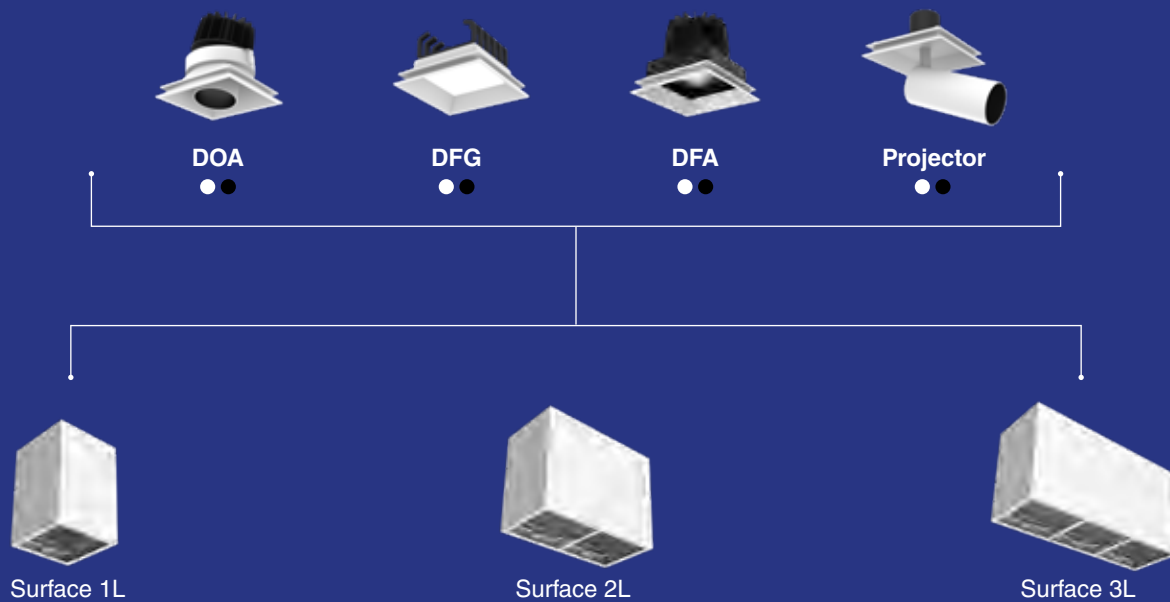 DOA
DFG
DFA
Projector
Surface 1L
Surface 2L
Surface 3L